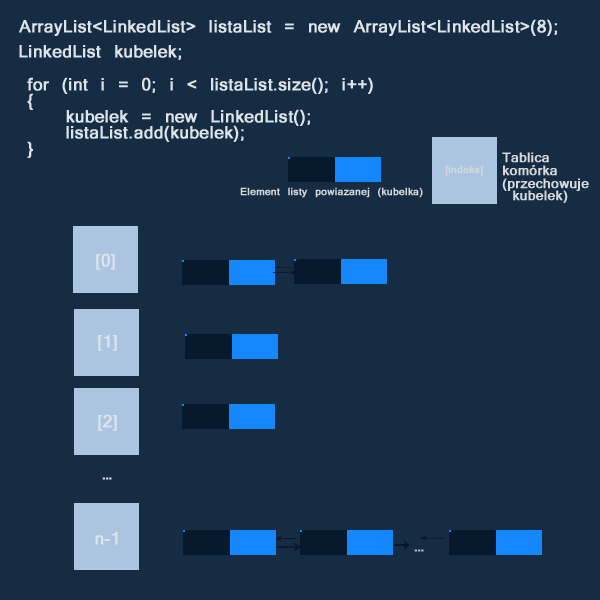 ArrayList<LinkedList> listaList = new ArrayList<LinkedList>(8);
LinkedList kubelek;
for (int i = 0; i < listaList.size(); i++)
{
kubelek = new LinkedList();
listaList.add(kubelek);
}
Element listy powiazanej (kubelka)
[indeks]
Tablica
komórka
(przechowuje
kubelek)
[0]
[1]
[2]
...
n-1
...